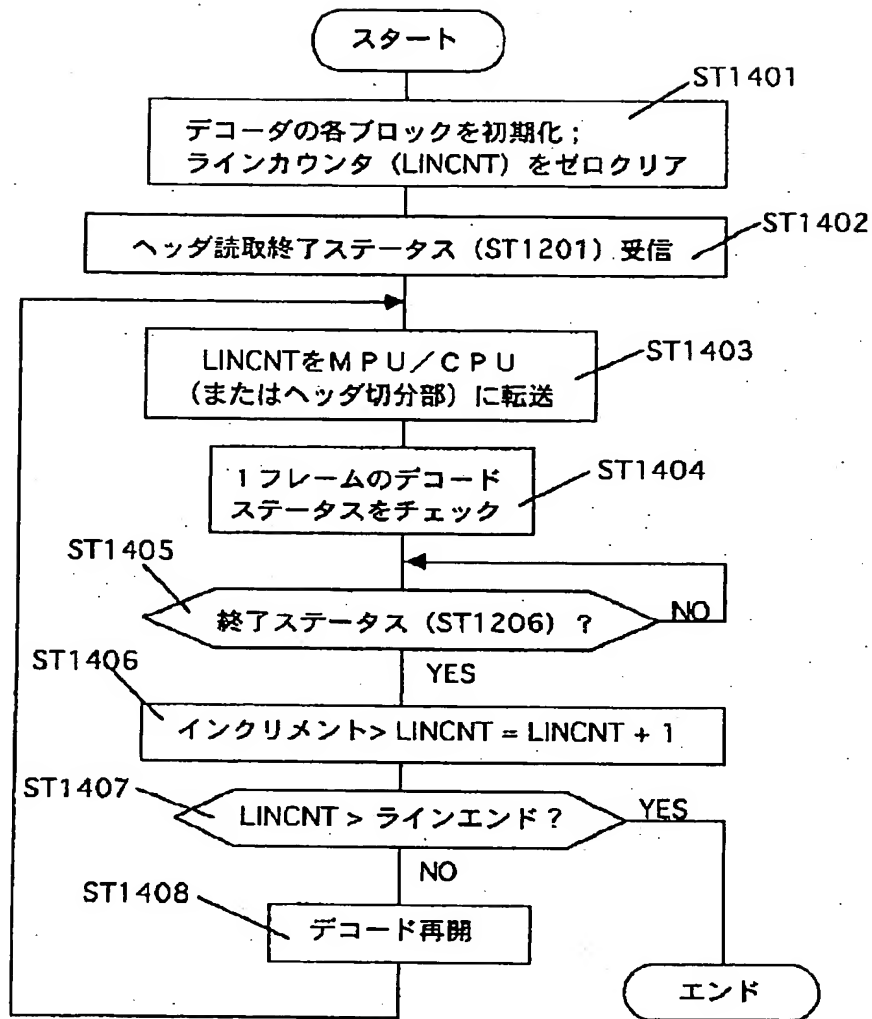 スタート
ST1401
デコーダの各ブロックを初期化；
ラインカウンタ（LINCNT）をゼロクリア
ST1402
ヘッダ読取終了ステータス（ST1201）受信
ST1403
LINCNTをＭＰＵ／ＣＰＵ
（またはヘッダ切分部）に転送
ST1404
１フレームのデコード
ステータスをチェック
ST1405
終了ステータス（ST1206）？
NO
YES
ST1406
インクリメント> LINCNT = LINCNT + 1
ST1407
LINCNT > ラインエンド？
YES
NO
ST1408
デコード再開
エンド